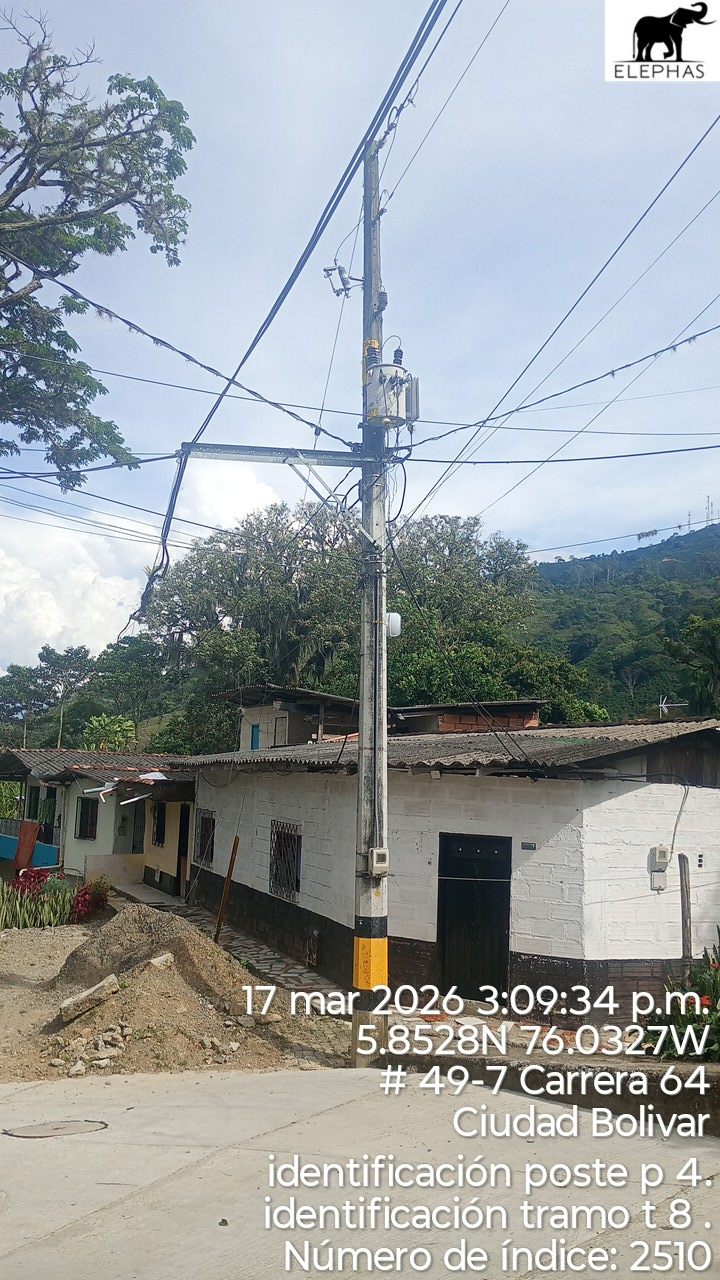 ELEPHAS
17 mar 2026 3:09:34 p.m.
5.8528N 76.0327W
# 49-7 Carrera 64
Ciudad Bolivar
identificación poste p 4.
identificación tramo t 8 .
Número de índice: 2510